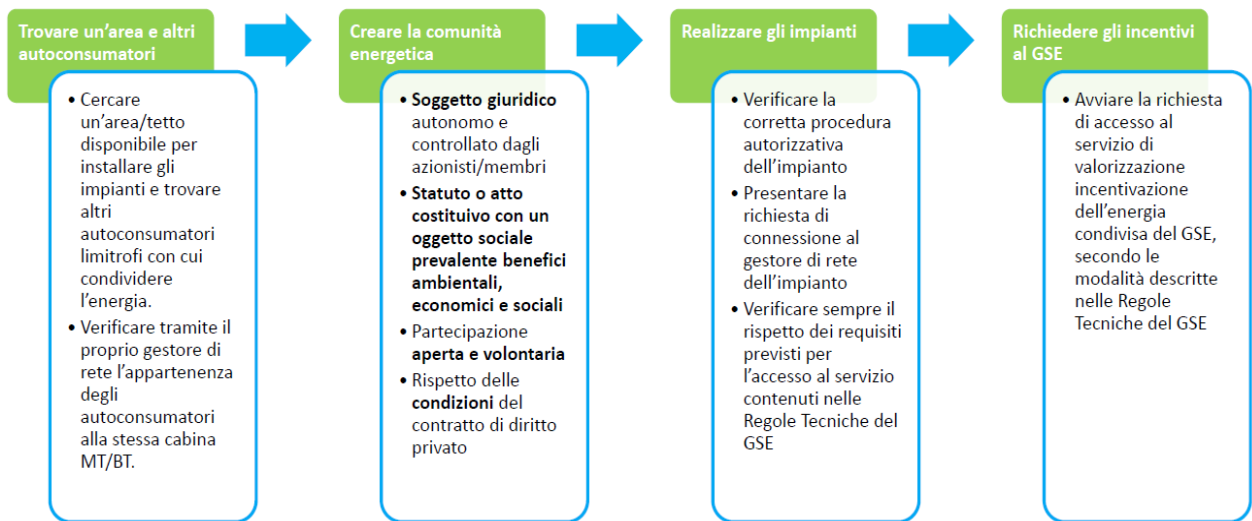 Trovare un'area e altri
autoconsumatori
• Cercare
un'area/tetto
disponibile per
installare gli
impianti e trovare
altri
autoconsumatori
limitrofi con cui
condividere
l'energia.
• Verificare tramite il
proprio gestore di
rete l'appartenenza
degli
autoconsumatori
alla stessa cabina
MT/BT.
Creare la comunità
energetica
• Soggetto giuridico
autonomo e
controllato dagli
azionisti/membri
• Statuto o atto
costituivo con un
oggetto sociale
prevalente benefici
ambientali,
economici e sociali
• Partecipazione
aperta e volontaria
• Rispetto delle
condizioni del
contratto di diritto
privato
Realizzare gli impianti
• Verificare la
corretta procedura
autorizzativa
dell'impianto
• Presentare la
richiesta di
connessione al
gestore di rete
dell'impianto
• Verificare sempre il
rispetto dei requisiti
previsti per
l'accesso al servizio
contenuti nelle
Regole Tecniche del
GSE
Richiedere gli incentivi
al GSE
• Avviare la richiesta
di accesso al
servizio di
valorizzazione
incentivazione
dell'energia
condivisa del GSE,
secondo le
modalità descritte
nelle Regole
Tecniche del GSE